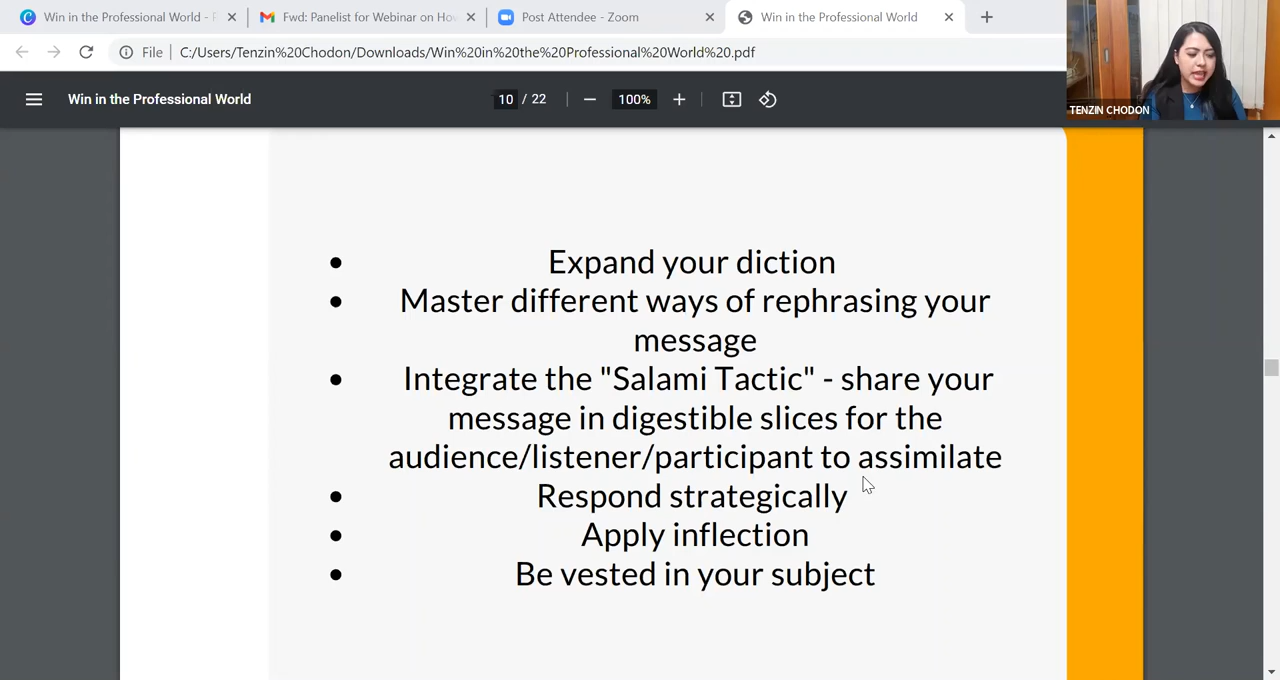 Win in the Professional World - P
Fwd: Panelist for Webinar on How
Post Attendee - Zoom
Win in the Professional World
File
C:/Users/Tenzin%20Chodon/Downloads/Win%20in%20the%20Professional%20World%20.pdf
Win in the Professional World
10 / 22
100%
TENZIN CHODON
• Expand your diction
• Master different ways of rephrasing your
message
• Integrate the "Salami Tactic" - share your
message in digestible slices for the
audience/listener/participant to assimilate
• Respond strategically
• Apply inflection
• Be vested in your subject